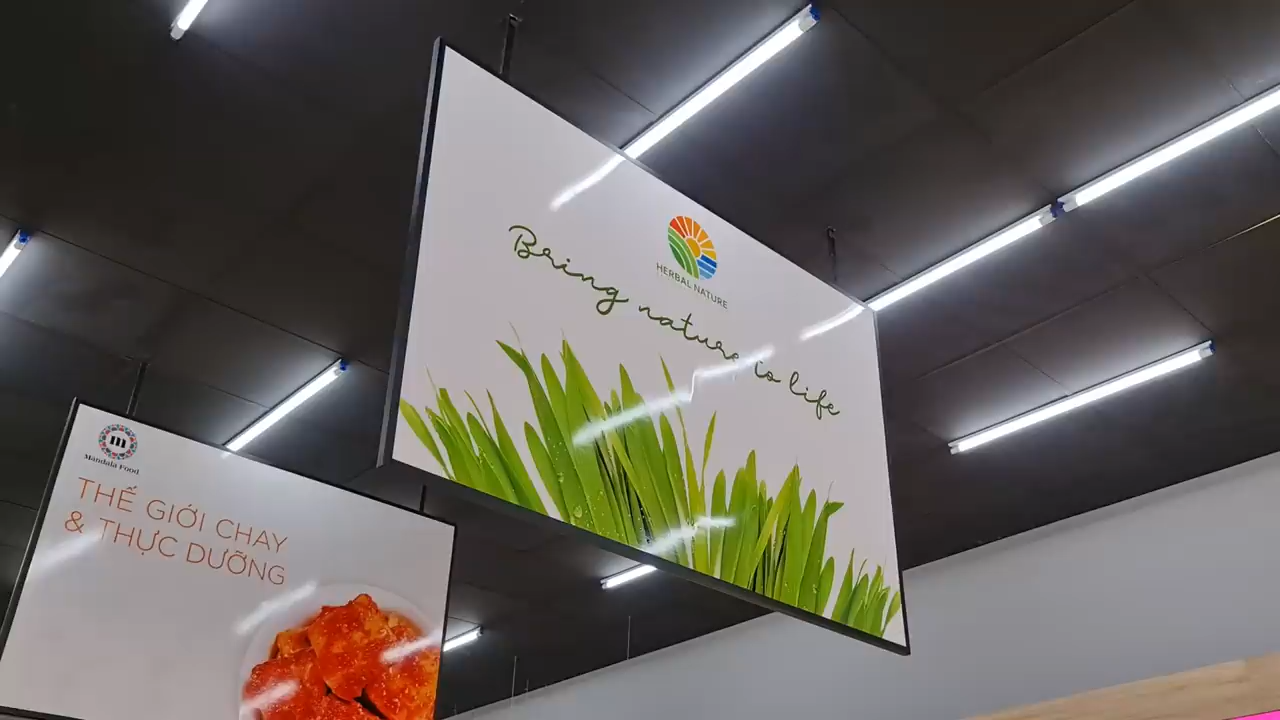 HERBAL NATURE
Bring nature to life
m
Mandala Food
THẾ GIỚI CHAY
& THỰC DƯỠNG